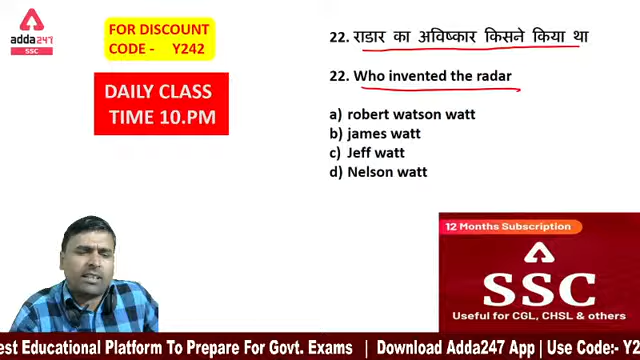 adda247
SSC
FOR DISCOUNT
CODE - Y242
DAILY CLASS
TIME 10.PM
22. राडार का अविष्कार किसने किया था
22. Who invented the radar
a) robert watson watt
b) james watt
c) Jeff watt
d) Nelson watt
12 Months Subscription
SSC
Useful for CGL, CHSL & others
est Educational Platform To Prepare For Govt. Exams | Download Adda247 App | Use Code:- Y2